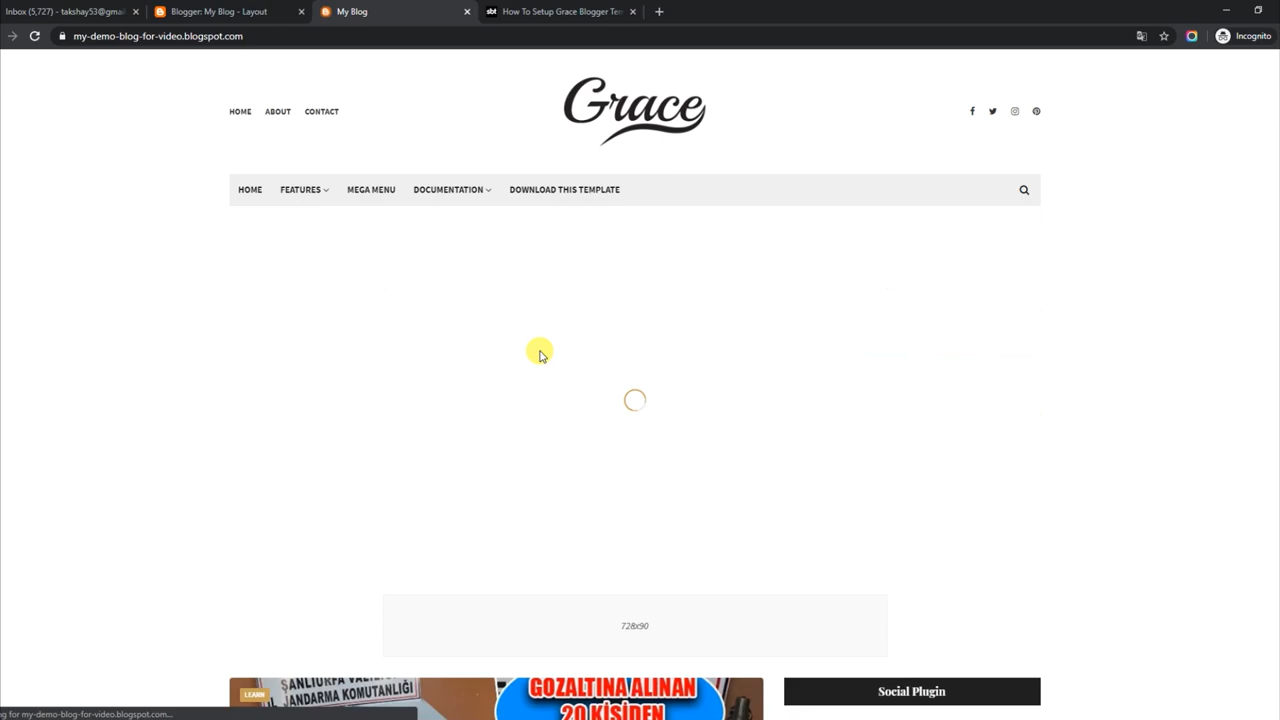 Inbox (5,727) - takshay53@gmai
Blogger: My Blog - Layout
My Blog
sbt How To Setup Grace Blogger Tem
my-demo-blog-for-video.blogspot.com
Incognito
HOME ABOUT CONTACT
Grace
HOME FEATURES MEGA MENU DOCUMENTATION DOWNLOAD THIS TEMPLATE
728x90
LEARN
ŞANLIURFA
JANDARMA KOMUTANLIĞI
GÖZALTINA ALINAN
20 KİŞİDEN
Social Plugin
ng for my-demo-blog-for-video.blogspot.com...